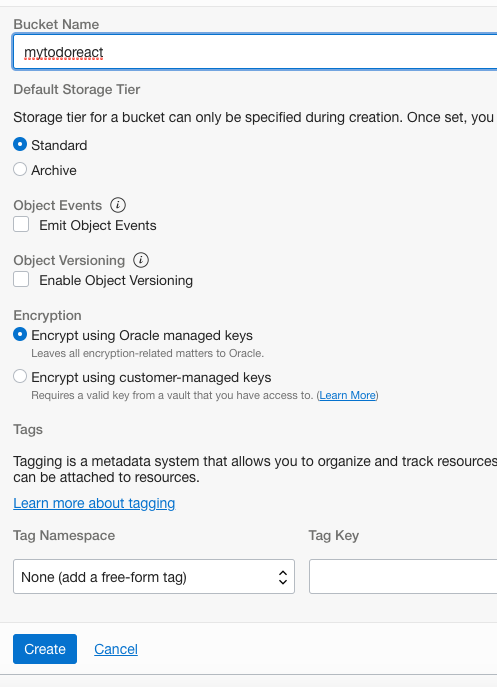 Bucket Name
mytodoreact
Default Storage Tier
Storage tier for a bucket can only be specified during creation. Once set, you
Standard
Archive
Object Events i
Emit Object Events
Object Versioning i
Enable Object Versioning
Encryption
Encrypt using Oracle managed keys
Leaves all encryption-related matters to Oracle.
Encrypt using customer-managed keys
Requires a valid key from a vault that you have access to. (Learn More)
Tags
Tagging is a metadata system that allows you to organize and track resources
can be attached to resources.
Learn more about tagging
Tag Namespace Tag Key
None (add a free-form tag)
Create Cancel